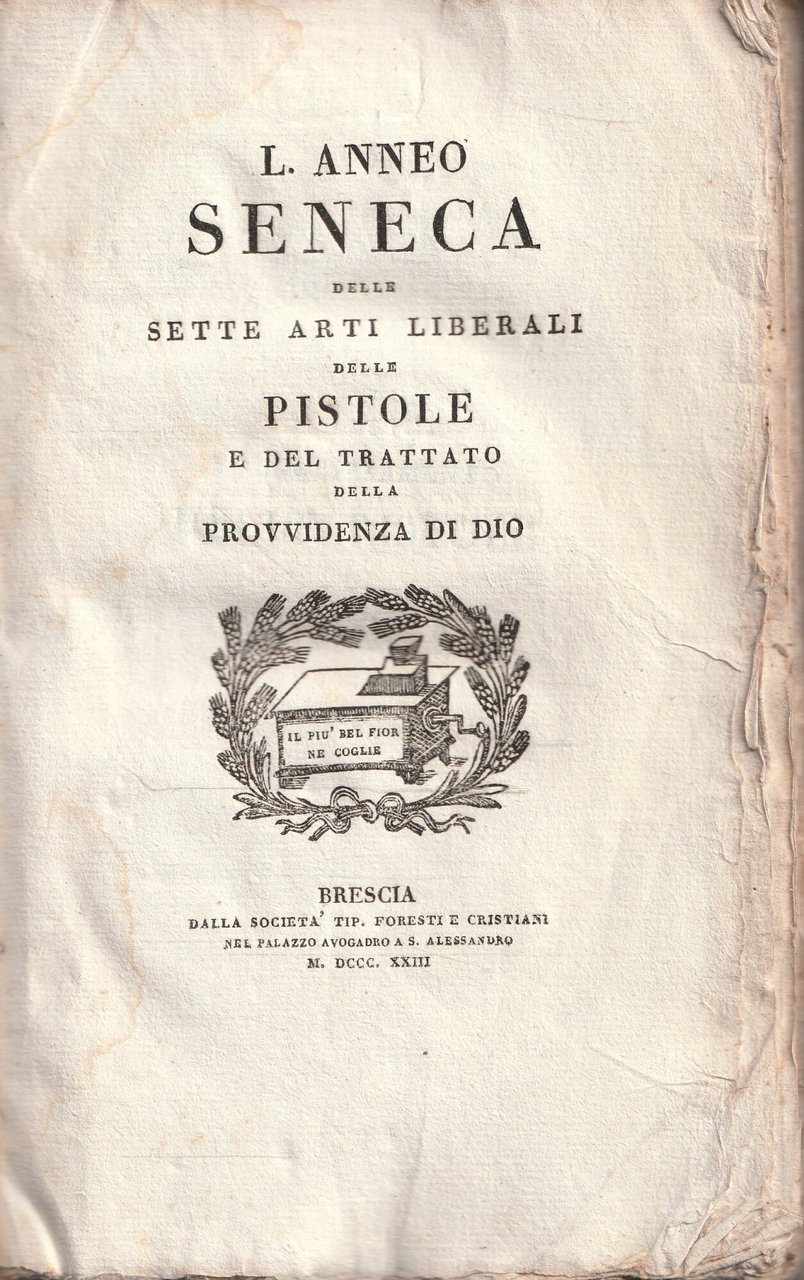 L. ANNEO
SENECA
DELLE
SETTE ARTI LIBERALI
DELLE
PISTOLE
E DEL TRATTATO
DELLA
PROVVIDENZA DI DIO
IL PIU' BEL FIOR
NE COGLIE
BRESCIA
DALLA SOCIETA' TIP. FORESTI E CRISTIANI
NEL PALAZZO AVOGADRO A S. ALESSANDRO
M. DCCC. XXIII